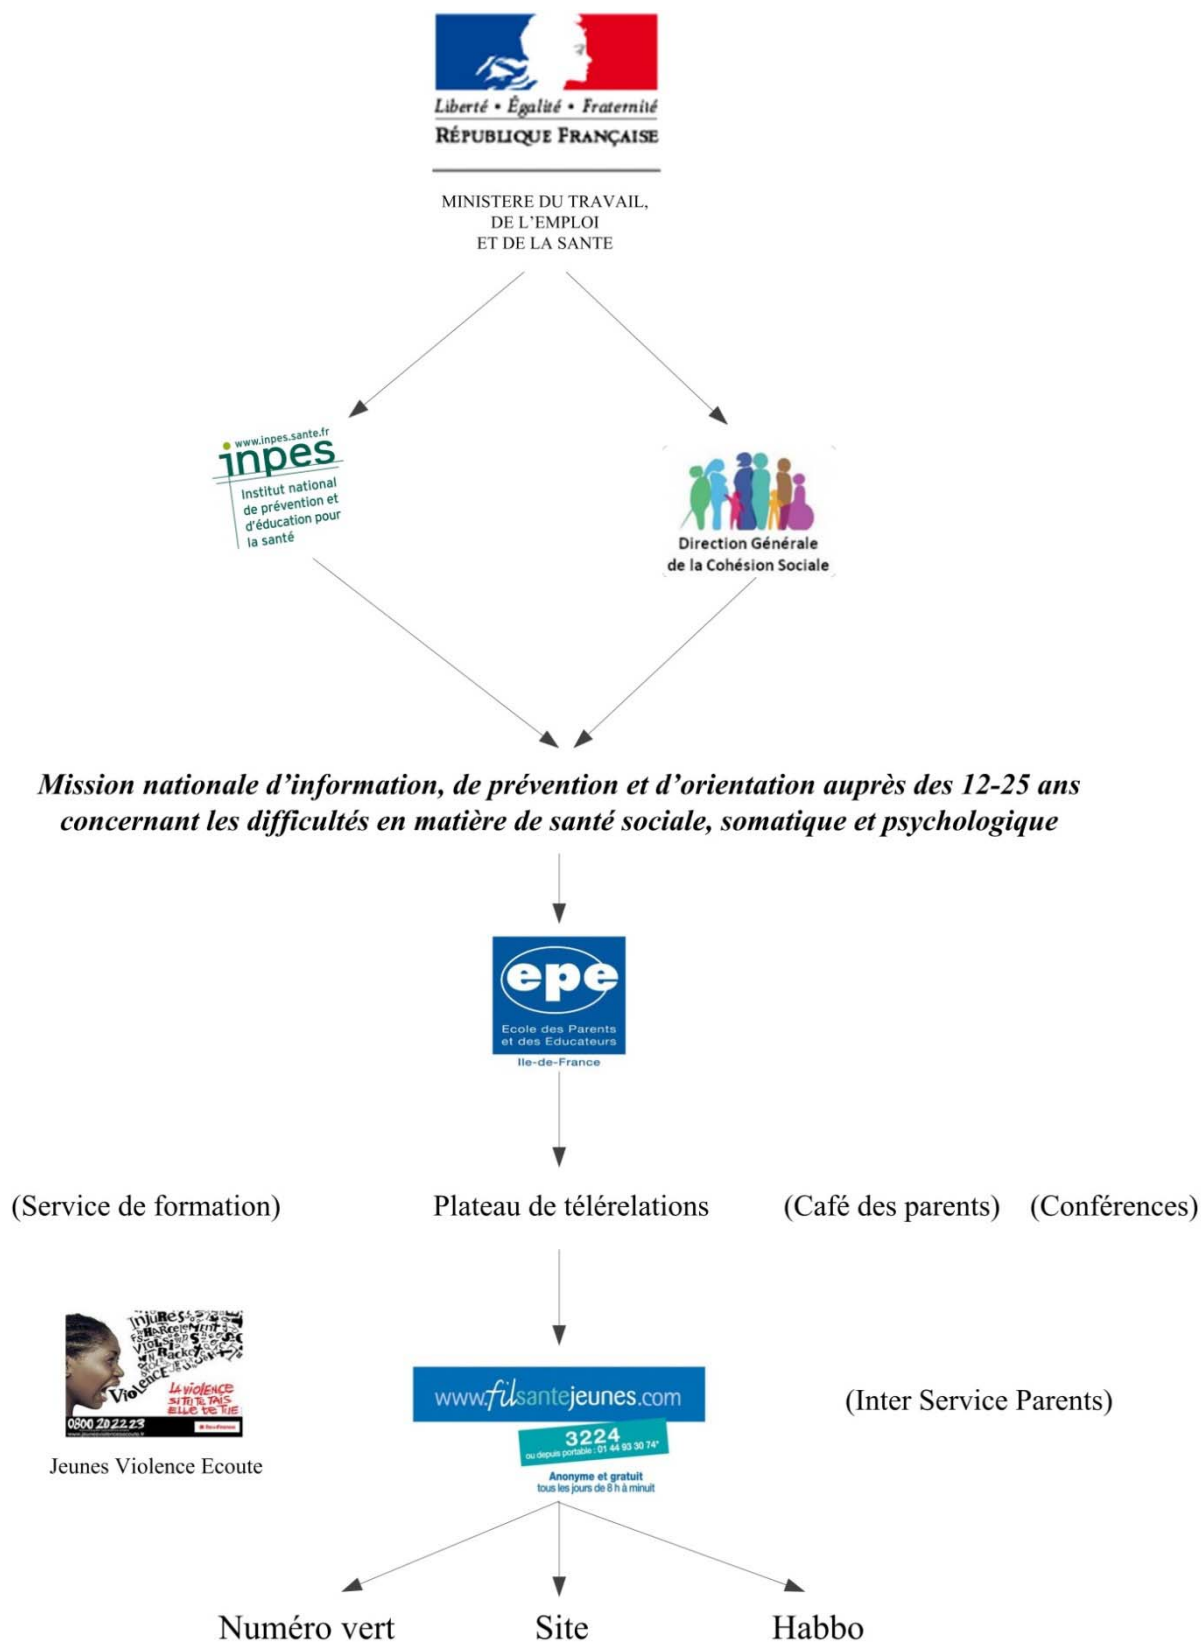 Liberté • Égalité • Fraternité
RÉPUBLIQUE FRANÇAISE
MINISTERE DU TRAVAIL,
DE L'EMPLOI
ET DE LA SANTE
www.inpes.sante.fr
inpes
Institut national
de prévention et
d'éducation pour
la santé
Direction Générale
de la Cohésion Sociale
Mission nationale d'information, de prévention et d'orientation auprès des 12-25 ans
concernant les difficultés en matière de santé sociale, somatique et psychologique
epe
Ecole des Parents
et des Educateurs
Ile-de-France
(Service de formation)
Plateau de télérelations
(Café des parents)
(Conférences)
INJURES
HARCELEMENT
VIOLS
Racket
Violence
LA VIOLENCE
SI TU TE TAIS
ELLE TE TUE
0800 20 22 23
Jeunes Violence Ecoute
www.filsantejeunes.com
3224
ou depuis portable : 01 44 93 30 74*
Anonyme et gratuit
tous les jours de 8 h à minuit
(Inter Service Parents)
Numéro vert
Site
Habbo